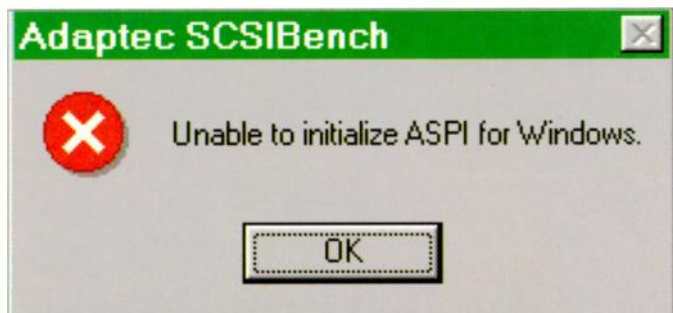 Adaptec SCSIBench
Unable to initialize ASPI for Windows.
OK